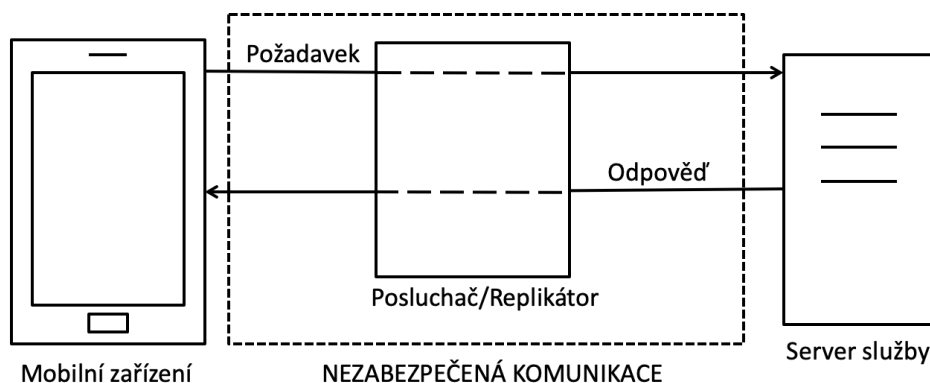 Požadavek
Odpověď
Posluchač/Replikátor
Mobilní zařízení
NEZABEZPEČENÁ KOMUNIKACE
Server služby